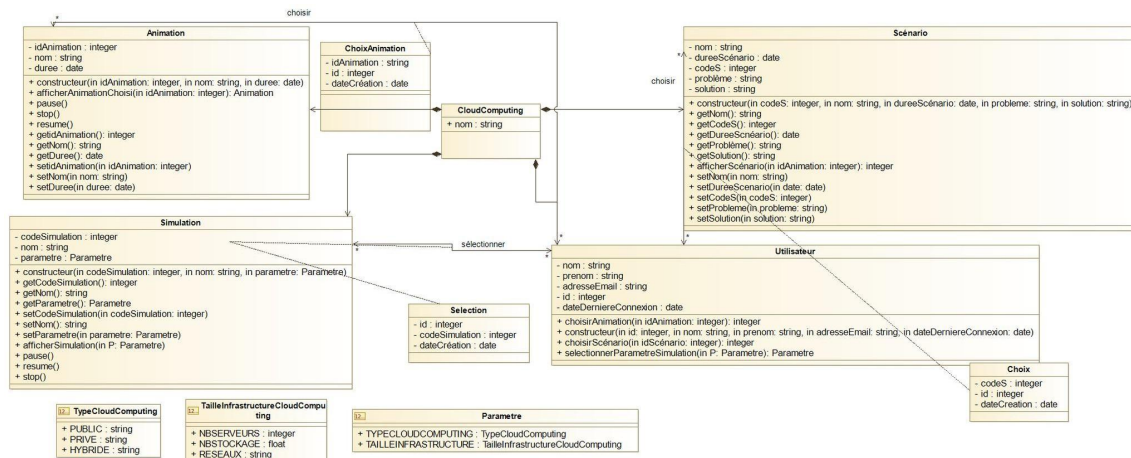 choisir
*
*
Animation
- idAnimation : integer
- nom : string
- duree : date
+ constructeur(in idAnimation: integer, in nom: string, in duree: date)
+ afficherAnimationChoisi(in idAnimation: integer): Animation
+ pause()
+ stop()
+ resume()
+ getidAnimation(): integer
+ getNom(): string
+ getDuree(): date
+ setidAnimation(in idAnimation: integer)
+ setNom(in nom: string)
+ setDuree(in duree: date)
ChoixAnimation
- idAnimation : string
- id : integer
- dateCréation : date
CloudComputing
+ nom : string
choisir
*
*
Scénario
- nom : string
- dureeScénario : date
- codeS : integer
- problème : string
- solution : string
+ constructeur(in codeS: integer, in nom: string, in dureeScénario: date, in probleme: string, in solution: string)
+ getNom(): string
+ getCodeS(): integer
+ getDureeScnéario(): date
+ getProblème(): string
+ getSolution(): string
+ afficherScénario(in idAnimation: integer): integer
+ setNom(in nom: string)
+ setDureeScenario(in date: date)
+ setCodeS(in codeS: integer)
+ setProbleme(in probleme: string)
+ setSolution(in solution: string)
Simulation
- codeSimulation : integer
- nom : string
- parametre : Parametre
+ constructeur(in codeSimulation: integer, in nom: string, in parametre: Parametre)
+ getCodeSimulation(): integer
+ getNom(): string
+ getParametre(): Parametre
+ setCodeSimulation(in codeSimulation: integer)
+ setNom(): string
+ setParametre(in parametre: Parametre)
+ afficherSimulation(in P: Parametre)
+ pause()
+ resume()
+ stop()
sélectionner
*
*
Utilisateur
- nom : string
- prenom : string
- adresseEmail : string
- id : integer
- dateDerniereConnexion : date
+ choisirAnimation(in idAnimation: integer): integer
+ constructeur(in id: integer, in nom: string, in prenom: string, in adresseEmail: string, in dateDerniereConnexion: date)
+ choisirScénario(in idScénario: integer): integer
+ selectionnerParametreSimulation(in P: Parametre): Parametre
Selection
- id : integer
- codeSimulation : integer
- dateCréation : date
Choix
- codeS : integer
- id : integer
- dateCreation : date
TypeCloudComputing
+ PUBLIC : string
+ PRIVE : string
+ HYBRIDE : string
TailleInfrastructureCloudCompu
ting
+ NBSERVEURS : integer
+ NBSTOCKAGE : float
+ RESEAUX : string
Parametre
+ TYPECLOUDCOMPUTING : TypeCloudComputing
+ TAILLEINFRASTRUCTURE : TailleInfrastructureCloudComputing